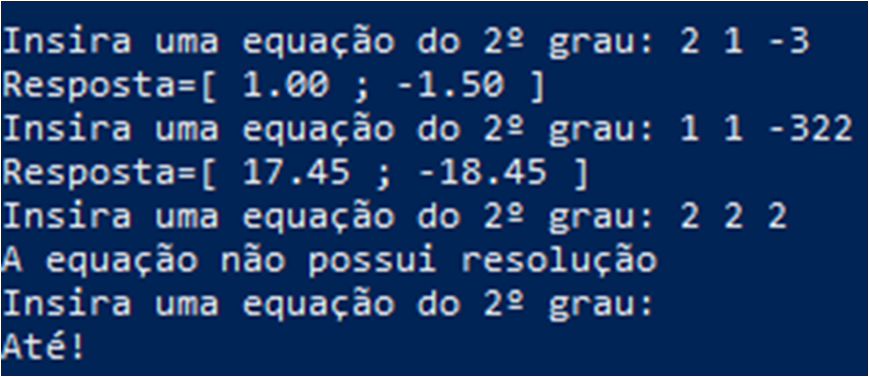 Insira uma equação do 2º grau: 2 1 -3
Resposta=[ 1.00 ; -1.50 ]
Insira uma equação do 2º grau: 1 1 -322
Resposta=[ 17.45 ; -18.45 ]
Insira uma equação do 2º grau: 2 2 2
A equação não possui resolução
Insira uma equação do 2º grau:
Até!